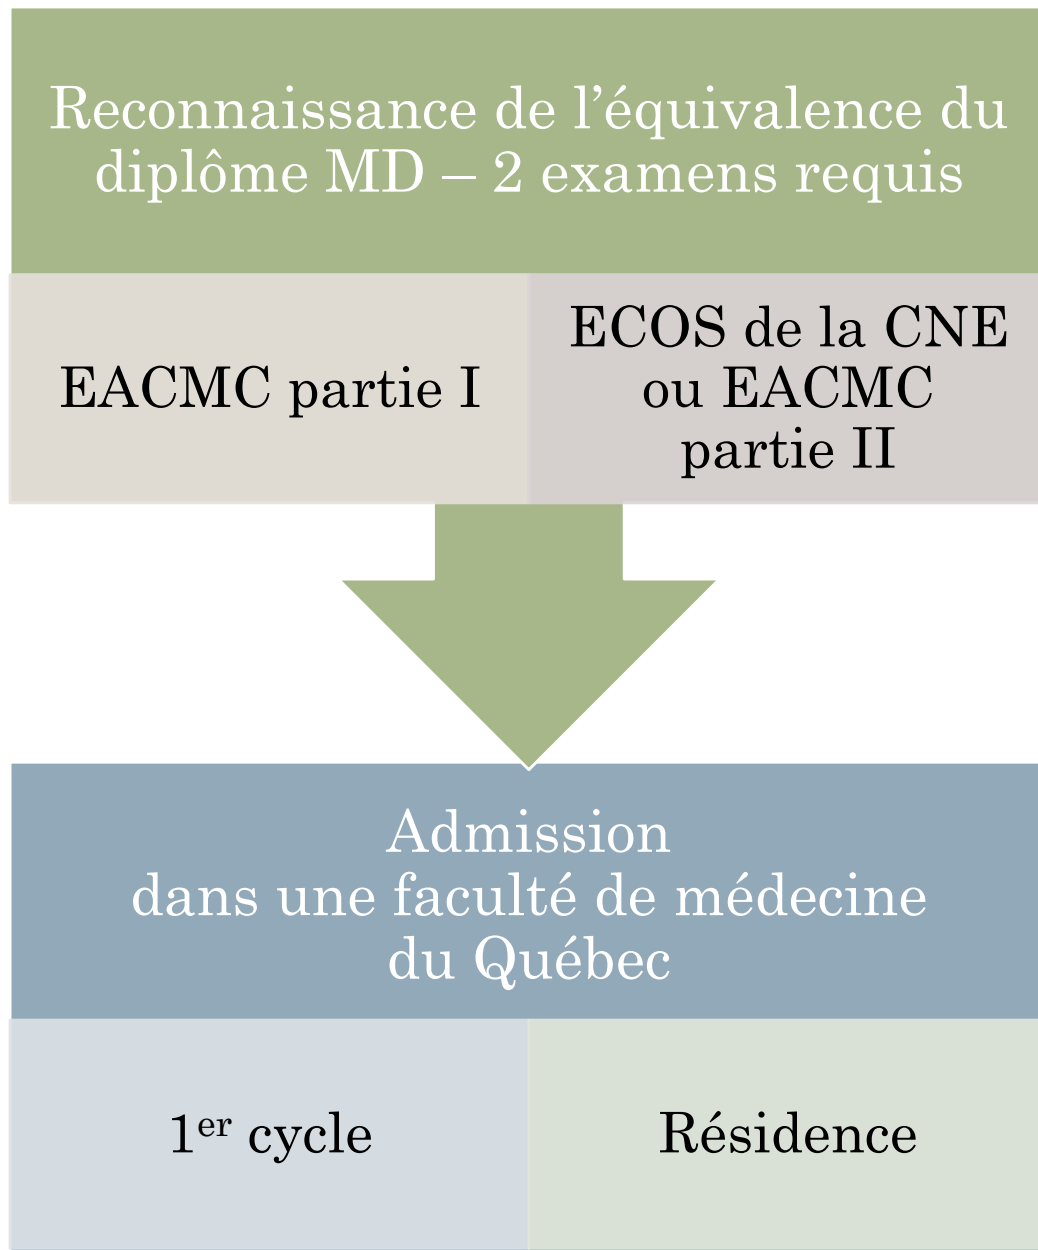 Reconnaissance de l’équivalence du
diplôme MD – 2 examens requis
EACMC partie I
ECOS de la CNE
ou EACMC
partie II
Admission
dans une faculté de médecine
du Québec
1er cycle
Résidence